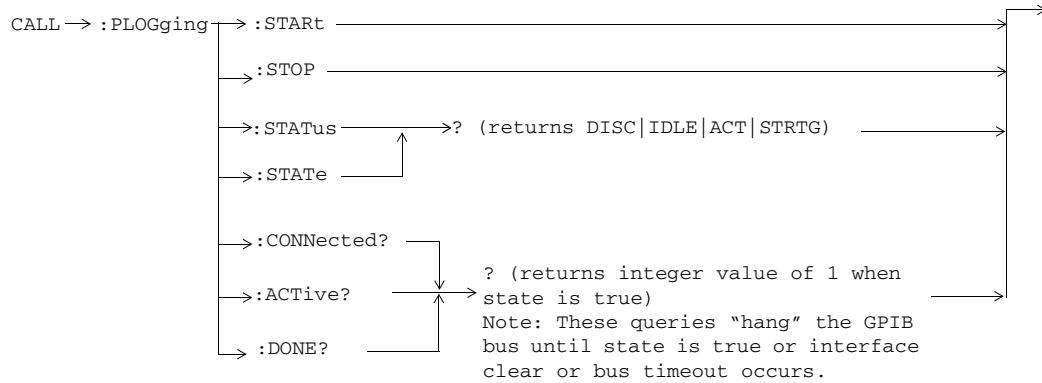 CALL :PLOGging :STARt
:STOP
:STATus ? (returns DISC|IDLE|ACT|STRTG)
:STATe
:CONNected?
:ACTive?
:DONE?
? (returns integer value of 1 when
state is true)
Note: These queries “hang” the GPIB
bus until state is true or interface
clear or bus timeout occurs.